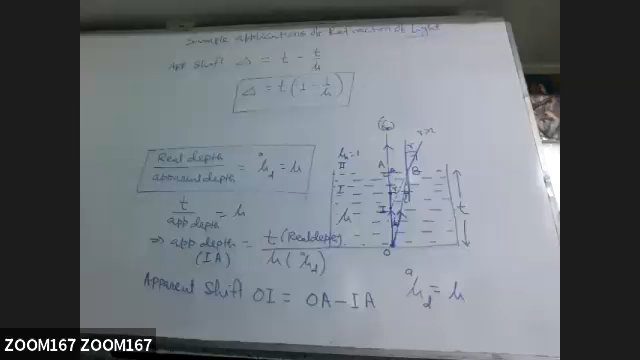 Simple applications of Refraction of Light
App shift Δ = t - t/μ
Δ = t(1 - 1/μ)
Real depth / apparent depth = ᵃμ_d = μ
t / app depth = μ
⇒ app depth (IA) = t (Real depth) / μ (ᵃμ_d)
Apparent Shift OI = OA - IA
ᵃμ_d = μ
μ=1
II
I
μ
A
B
I
O
r
r>i
t
ZOOM167 ZOOM167